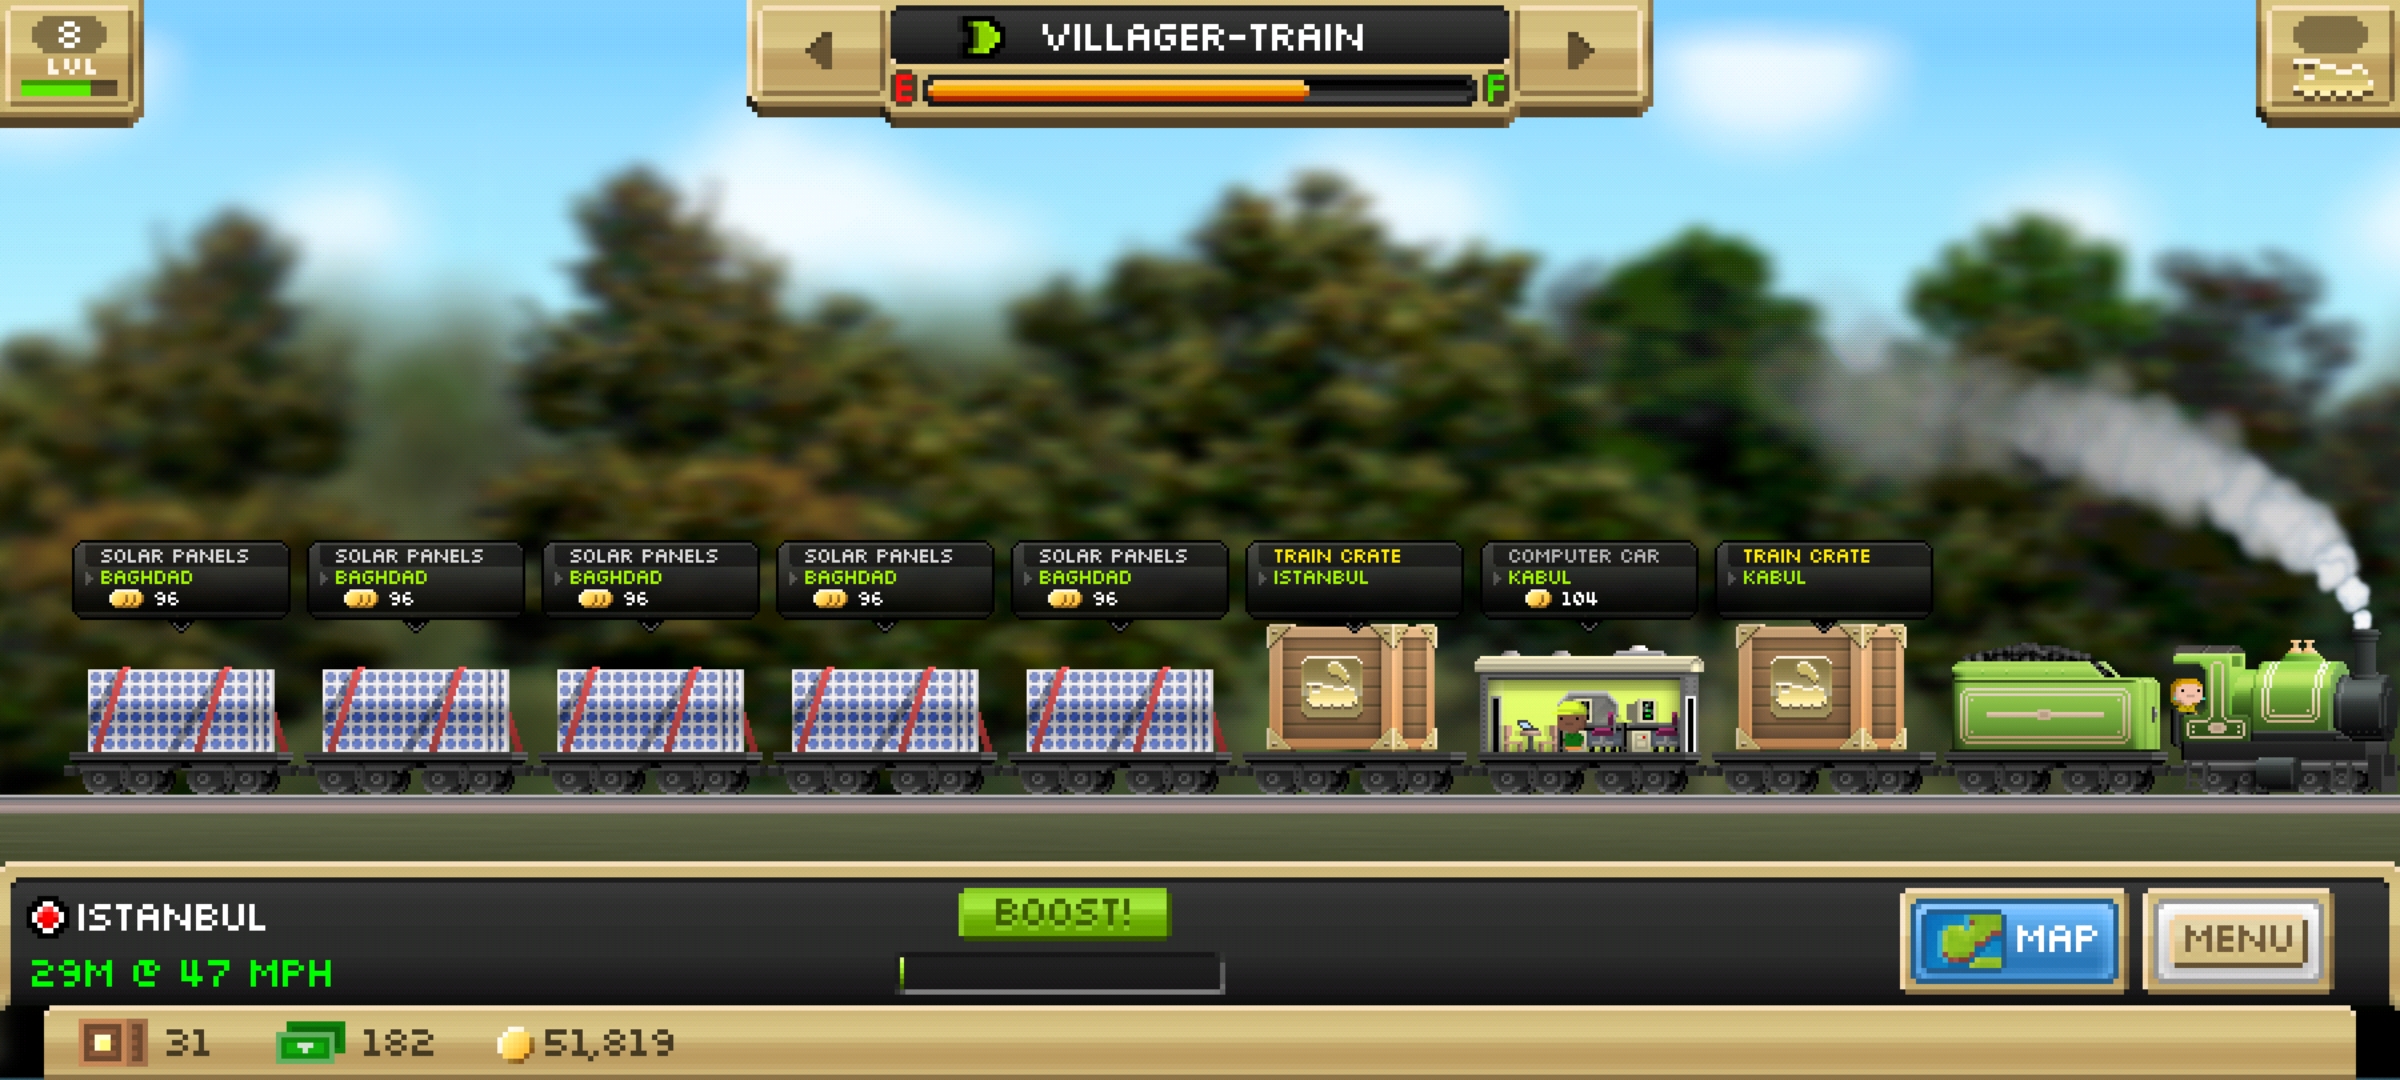 8
LVL
VILLAGER-TRAIN
E F
SOLAR PANELS
BAGHDAD
96
SOLAR PANELS
BAGHDAD
96
SOLAR PANELS
BAGHDAD
96
SOLAR PANELS
BAGHDAD
96
SOLAR PANELS
BAGHDAD
96
TRAIN CRATE
ISTANBUL
COMPUTER CAR
KABUL
104
TRAIN CRATE
KABUL
ISTANBUL
29M @ 47 MPH
BOOST!
MAP
MENU
31
182
51,819